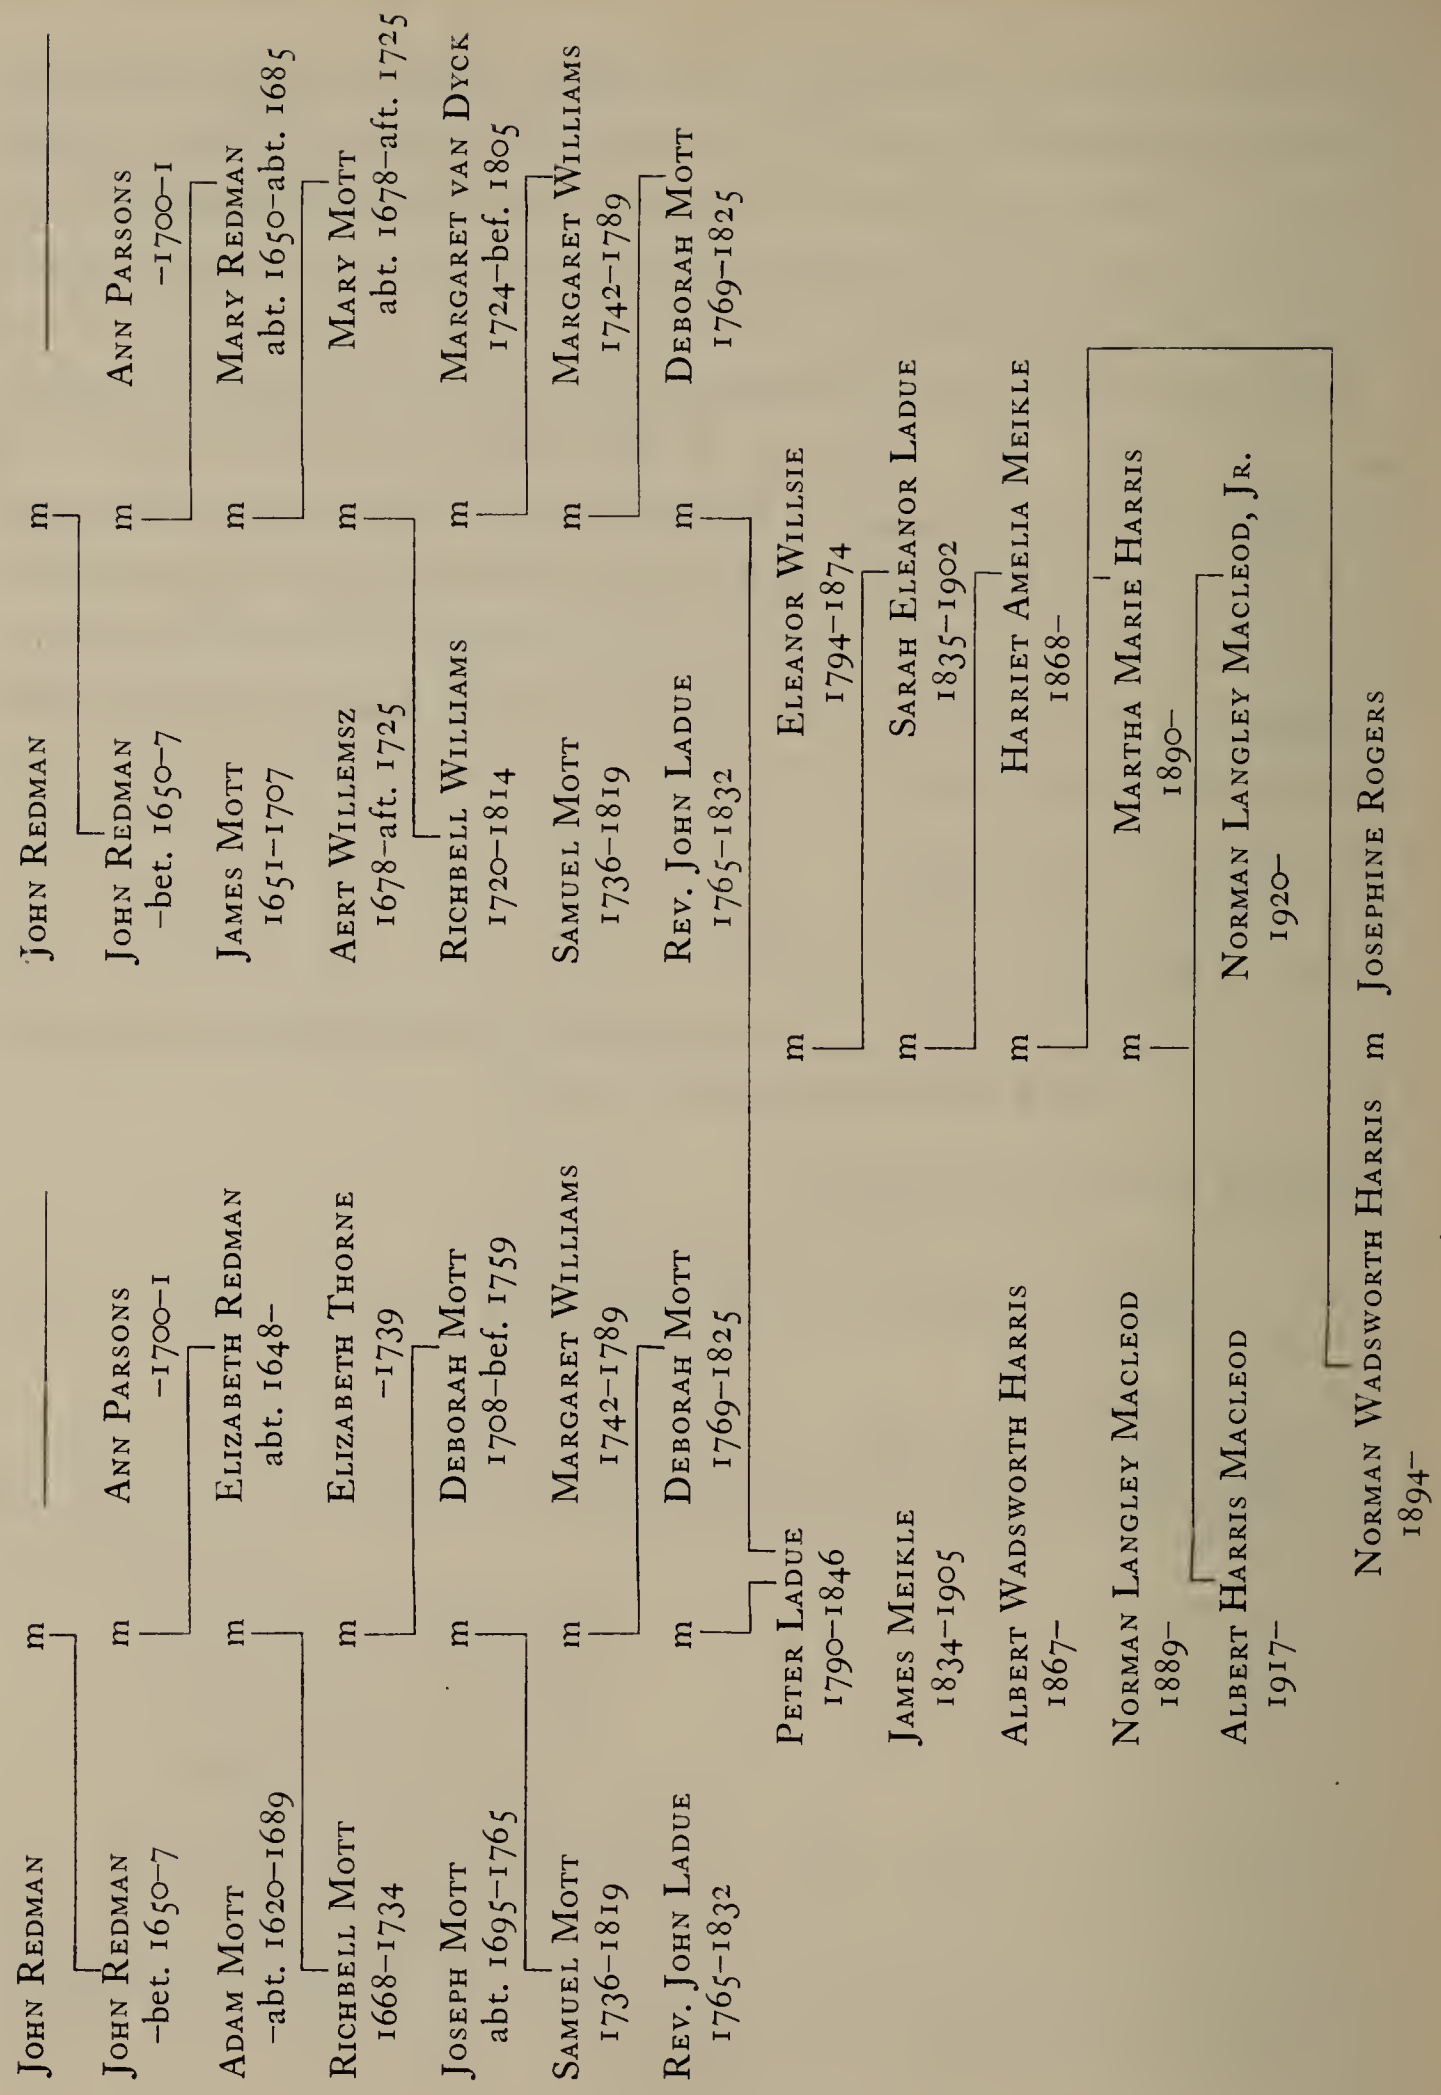 John Redman m
John Redman m Ann Parsons
–bet. 1650–7 –1700–1
Adam Mott m Elizabeth Redman
–abt. 1620–1689 abt. 1648–
Richbell Mott m Elizabeth Thorne
1668–1734 –1739
Joseph Mott m Deborah Mott
abt. 1695–1765 1708–bef. 1759
Samuel Mott m Margaret Williams
1736–1819 1742–1789
Rev. John Ladue m Deborah Mott
1765–1832 1769–1825
John Redman m
John Redman m Ann Parsons
–bet. 1650–7 –1700–1
James Mott m Mary Redman
1651–1707 abt. 1650–abt. 1685
Aert Willemsz m Mary Mott
1678–aft. 1725 abt. 1678–aft. 1725
Richbell Williams m Margaret van Dyck
1720–1814 1724–bef. 1805
Samuel Mott m Margaret Williams
1736–1819 1742–1789
Rev. John Ladue m Deborah Mott
1765–1832 1769–1825
Peter Ladue m Eleanor Willsie
1790–1846 1794–1874
James Meikle m Sarah Eleanor Ladue
1834–1905 1835–1902
Albert Wadsworth Harris m Harriet Amelia Meikle
1867– 1868–
Norman Langley Macleod m Martha Marie Harris
1889– 1890–
Albert Harris Macleod Norman Langley Macleod, Jr.
1917– 1920–
Norman Wadsworth Harris m Josephine Rogers
1894–